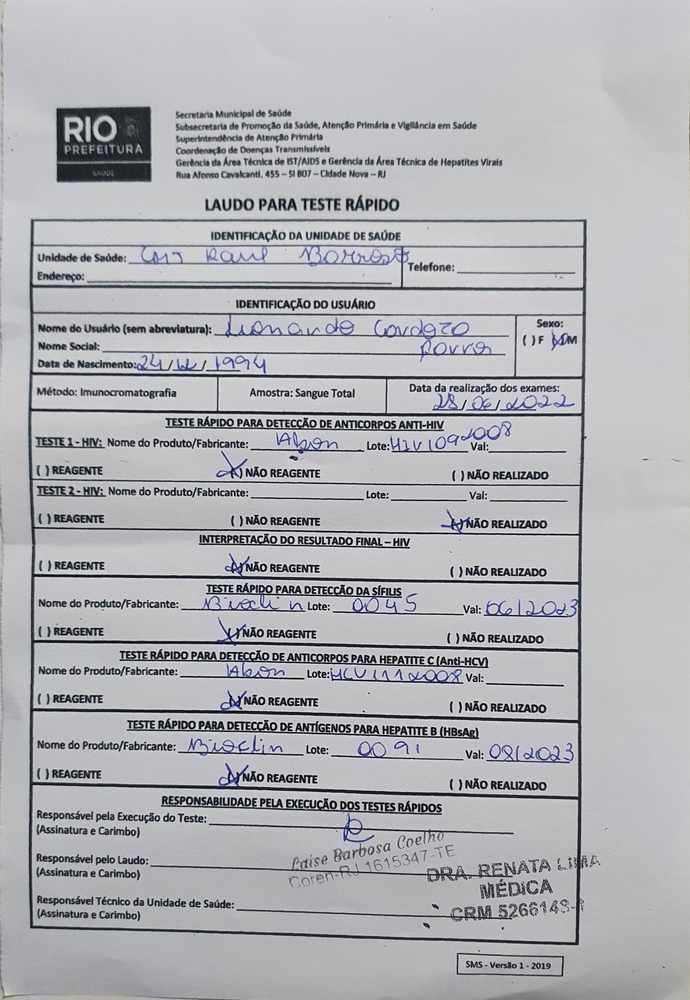 RIO
PREFEITURA
SAÚDE
Secretaria Municipal de Saúde
Subsecretaria de Promoção da Saúde, Atenção Primária e Vigilância em Saúde
Superintendência de Atenção Primária
Coordenação de Doenças Transmissíveis
Gerência da Área Técnica de IST/AIDS e Gerência da Área Técnica de Hepatites Virais
Rua Afonso Cavalcanti, 455 – Sl 807 – Cidade Nova – RJ
LAUDO PARA TESTE RÁPIDO
IDENTIFICAÇÃO DA UNIDADE DE SAÚDE
Unidade de Saúde: CMS Raul Barroso Telefone:
Endereço:
IDENTIFICAÇÃO DO USUÁRIO
Nome do Usuário (sem abreviatura): Leonardo Cardozo Sexo:
Nome Social: ( ) F (X) M
Data de Nascimento: 24/12/1994
Método: Imunocromatografia Amostra: Sangue Total Data da realização dos exames:
28/06/2022
TESTE RÁPIDO PARA DETECÇÃO DE ANTICORPOS ANTI-HIV
TESTE 1 - HIV: Nome do Produto/Fabricante: Abon Lote: HIV1092008 Val:
( ) REAGENTE (X) NÃO REAGENTE ( ) NÃO REALIZADO
TESTE 2 - HIV: Nome do Produto/Fabricante: Lote: Val:
( ) REAGENTE ( ) NÃO REAGENTE (X) NÃO REALIZADO
INTERPRETAÇÃO DO RESULTADO FINAL – HIV
( ) REAGENTE (X) NÃO REAGENTE ( ) NÃO REALIZADO
TESTE RÁPIDO PARA DETECÇÃO DA SÍFILIS
Nome do Produto/Fabricante: Bioclin Lote: 0045 Val: 06/2023
( ) REAGENTE (X) NÃO REAGENTE ( ) NÃO REALIZADO
TESTE RÁPIDO PARA DETECÇÃO DE ANTICORPOS PARA HEPATITE C (Anti-HCV)
Nome do Produto/Fabricante: Abon Lote: HCV1112008 Val:
( ) REAGENTE (X) NÃO REAGENTE ( ) NÃO REALIZADO
TESTE RÁPIDO PARA DETECÇÃO DE ANTÍGENOS PARA HEPATITE B (HBsAg)
Nome do Produto/Fabricante: Bioclin Lote: 0091 Val: 08/2023
( ) REAGENTE (X) NÃO REAGENTE ( ) NÃO REALIZADO
RESPONSABILIDADE PELA EXECUÇÃO DOS TESTES RÁPIDOS
Responsável pela Execução do Teste:
(Assinatura e Carimbo)
Laise Barbosa Coelho
Coren-RJ 1615347-TE
Responsável pelo Laudo:
(Assinatura e Carimbo)
DRA. RENATA LIMA
MÉDICA
CRM 5266143-
Responsável Técnico da Unidade de Saúde:
(Assinatura e Carimbo)
SMS - Versão 1 - 2019